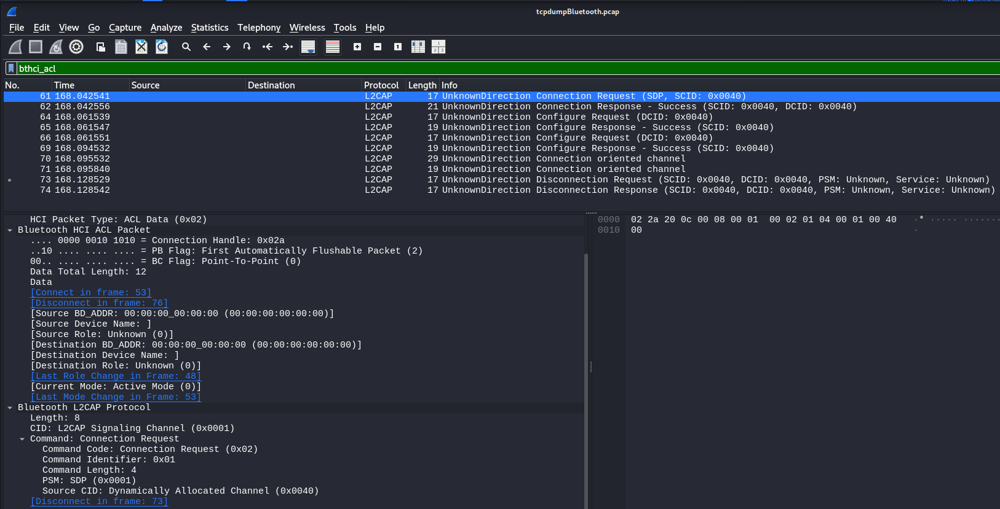 tcpdumpBluetooth.pcap
File Edit View Go Capture Analyze Statistics Telephony Wireless Tools Help
bthci_acl
No. Time Source Destination Protocol Length Info
61 168.042541 L2CAP 17 UnknownDirection Connection Request (SDP, SCID: 0x0040)
62 168.042556 L2CAP 21 UnknownDirection Connection Response - Success (SCID: 0x0040, DCID: 0x0040)
64 168.061539 L2CAP 17 UnknownDirection Configure Request (DCID: 0x0040)
65 168.061547 L2CAP 19 UnknownDirection Configure Response - Success (SCID: 0x0040)
66 168.061551 L2CAP 17 UnknownDirection Configure Request (DCID: 0x0040)
69 168.094532 L2CAP 19 UnknownDirection Configure Response - Success (SCID: 0x0040)
70 168.095532 L2CAP 29 UnknownDirection Connection oriented channel
71 168.095840 L2CAP 19 UnknownDirection Connection oriented channel
73 168.128529 L2CAP 17 UnknownDirection Disconnection Request (SCID: 0x0040, DCID: 0x0040, PSM: Unknown, Service: Unknown)
74 168.128542 L2CAP 17 UnknownDirection Disconnection Response (SCID: 0x0040, DCID: 0x0040, PSM: Unknown, Service: Unknown)
HCI Packet Type: ACL Data (0x02)
Bluetooth HCI ACL Packet
.... 0000 0010 1010 = Connection Handle: 0x02a
..10 .... .... .... = PB Flag: First Automatically Flushable Packet (2)
00.. .... .... .... = BC Flag: Point-To-Point (0)
Data Total Length: 12
Data
[Connect in frame: 53]
[Disconnect in frame: 76]
[Source BD_ADDR: 00:00:00_00:00:00 (00:00:00:00:00:00)]
[Source Device Name: ]
[Source Role: Unknown (0)]
[Destination BD_ADDR: 00:00:00_00:00:00 (00:00:00:00:00:00)]
[Destination Device Name: ]
[Destination Role: Unknown (0)]
[Last Role Change in Frame: 48]
[Current Mode: Active Mode (0)]
[Last Mode Change in Frame: 53]
Bluetooth L2CAP Protocol
Length: 8
CID: L2CAP Signaling Channel (0x0001)
Command: Connection Request
Command Code: Connection Request (0x02)
Command Identifier: 0x01
Command Length: 4
PSM: SDP (0x0001)
Source CID: Dynamically Allocated Channel (0x0040)
[Disconnect in frame: 73]
0000 02 2a 20 0c 00 08 00 01 00 02 01 04 00 01 00 40 ·* ····· ·······
0010 00 ·